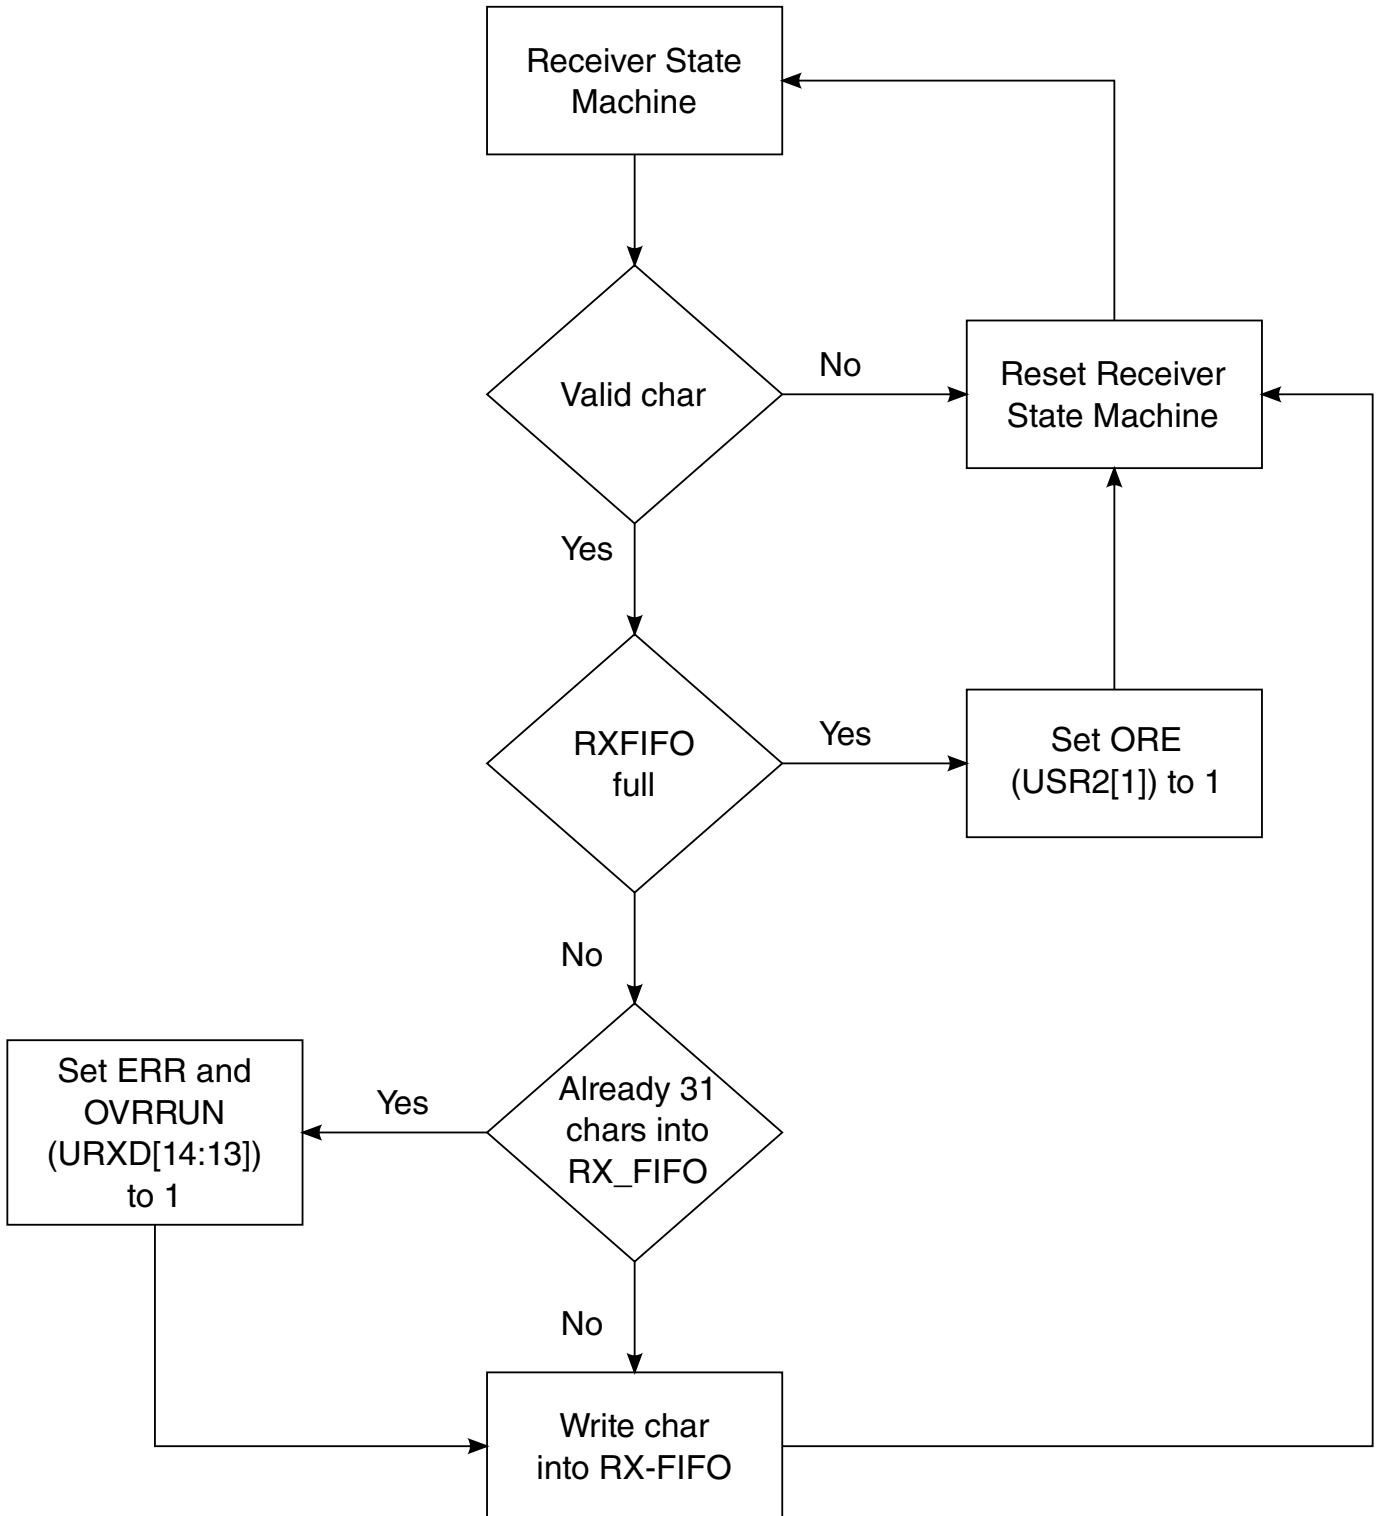 Receiver State
Machine
Valid char
No
Reset Receiver
State Machine
Yes
RXFIFO
full
Yes
Set ORE
(USR2[1]) to 1
No
Set ERR and
OVRRUN
(URXD[14:13])
to 1
Yes
Already 31
chars into
RX_FIFO
No
Write char
into RX-FIFO